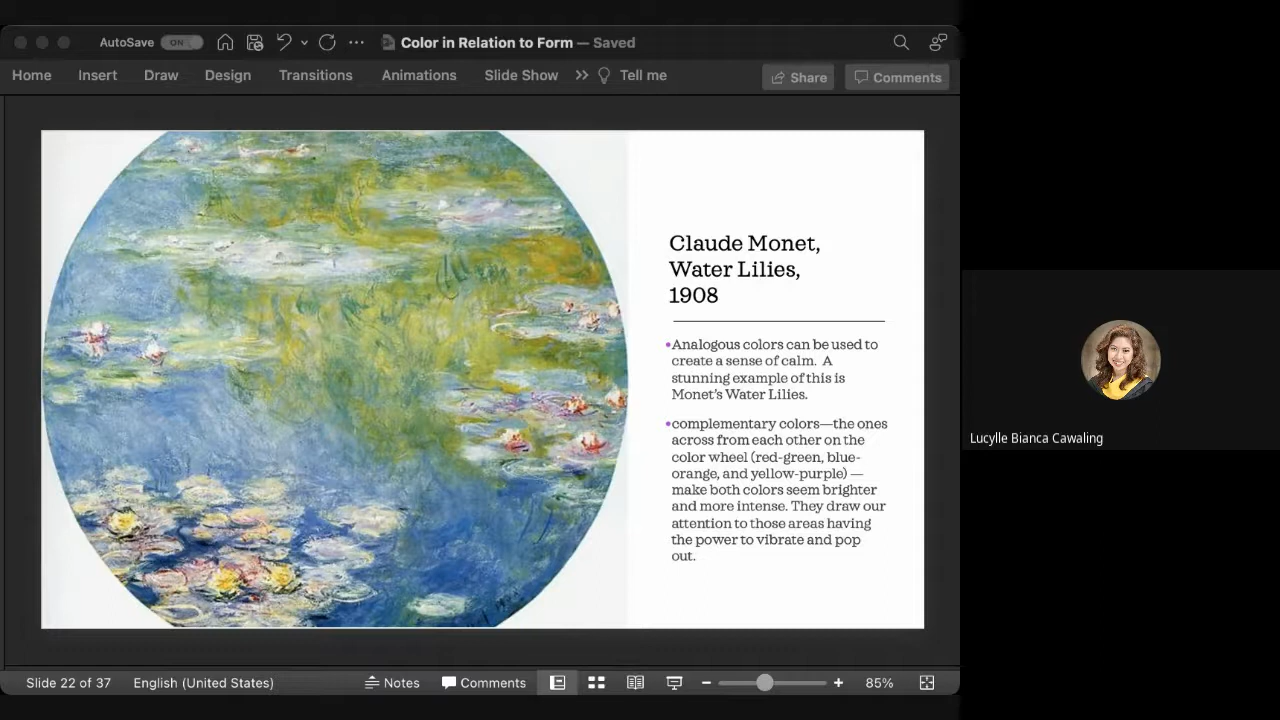 AutoSave ON Color in Relation to Form — Saved
Home Insert Draw Design Transitions Animations Slide Show Tell me Share Comments
Claude Monet,
Water Lilies,
1908
•Analogous colors can be used to
create a sense of calm. A
stunning example of this is
Monet's Water Lilies.
•complementary colors—the ones
across from each other on the
color wheel (red-green, blue-
orange, and yellow-purple) —
make both colors seem brighter
and more intense. They draw our
attention to those areas having
the power to vibrate and pop
out.
Lucylle Bianca Cawaling
Slide 22 of 37 English (United States) Notes Comments 85%